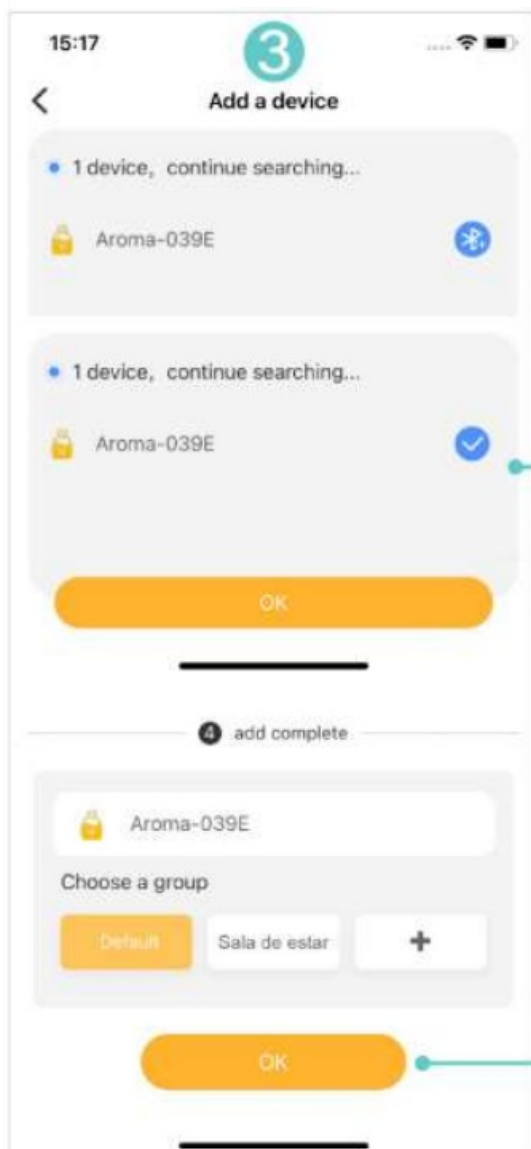 15:17
3
Add a device
1 device, continue searching...
Aroma-039E
1 device, continue searching...
Aroma-039E
OK
4 add complete
Aroma-039E
Choose a group
Default Sala de estar +
OK